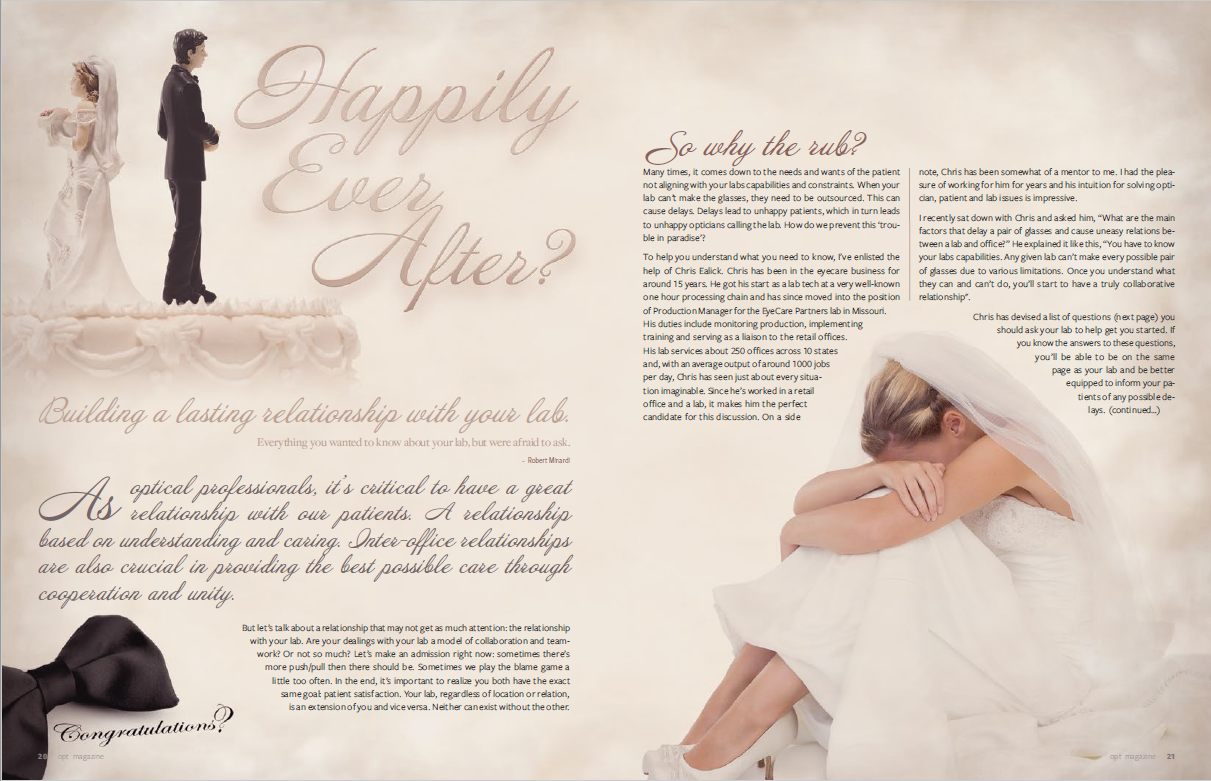 Happily
Ever
After?
Building a lasting relationship with your lab.
Everything you wanted to know about your lab, but were afraid to ask.
- Robert Minardi
As optical professionals, it's critical to have a great
relationship with our patients. A relationship
based on understanding and caring. Inter-office relationships
are also crucial in providing the best possible care through
cooperation and unity.
But let's talk about a relationship that may not get as much attention: the relationship
with your lab. Are your dealings with your lab a model of collaboration and team-
work? Or not so much? Let's make an admission right now: sometimes there's
more push/pull then there should be. Sometimes we play the blame game a
little too often. In the end, it's important to realize you both have the exact
same goal: patient satisfaction. Your lab, regardless of location or relation,
is an extension of you and vice versa. Neither can exist without the other.
Congratulations?
20 opt magazine
So why the rub?
Many times, it comes down to the needs and wants of the patient
not aligning with your labs capabilities and constraints. When your
lab can't make the glasses, they need to be outsourced. This can
cause delays. Delays lead to unhappy patients, which in turn leads
to unhappy opticians calling the lab. How do we prevent this 'trou-
ble in paradise'?
To help you understand what you need to know, I've enlisted the
help of Chris Ealick. Chris has been in the eyecare business for
around 15 years. He got his start as a lab tech at a very well-known
one hour processing chain and has since moved into the position
of Production Manager for the EyeCare Partners lab in Missouri.
His duties include monitoring production, implementing
training and serving as a liaison to the retail offices.
His lab services about 250 offices across 10 states
and, with an average output of around 1000 jobs
per day, Chris has seen just about every situa-
tion imaginable. Since he's worked in a retail
office and a lab, it makes him the perfect
candidate for this discussion. On a side
note, Chris has been somewhat of a mentor to me. I had the plea-
sure of working for him for years and his intuition for solving opti-
cian, patient and lab issues is impressive.
I recently sat down with Chris and asked him, "What are the main
factors that delay a pair of glasses and cause uneasy relations be-
tween a lab and office?" He explained it like this, "You have to know
your labs capabilities. Any given lab can't make every possible pair
of glasses due to various limitations. Once you understand what
they can and can't do, you'll start to have a truly collaborative
relationship".
Chris has devised a list of questions (next page) you
should ask your lab to help get you started. If
you know the answers to these questions,
you'll be able to be on the same
page as your lab and be better
equipped to inform your pa-
tients of any possible de-
lays. (continued...)
opt magazine 21